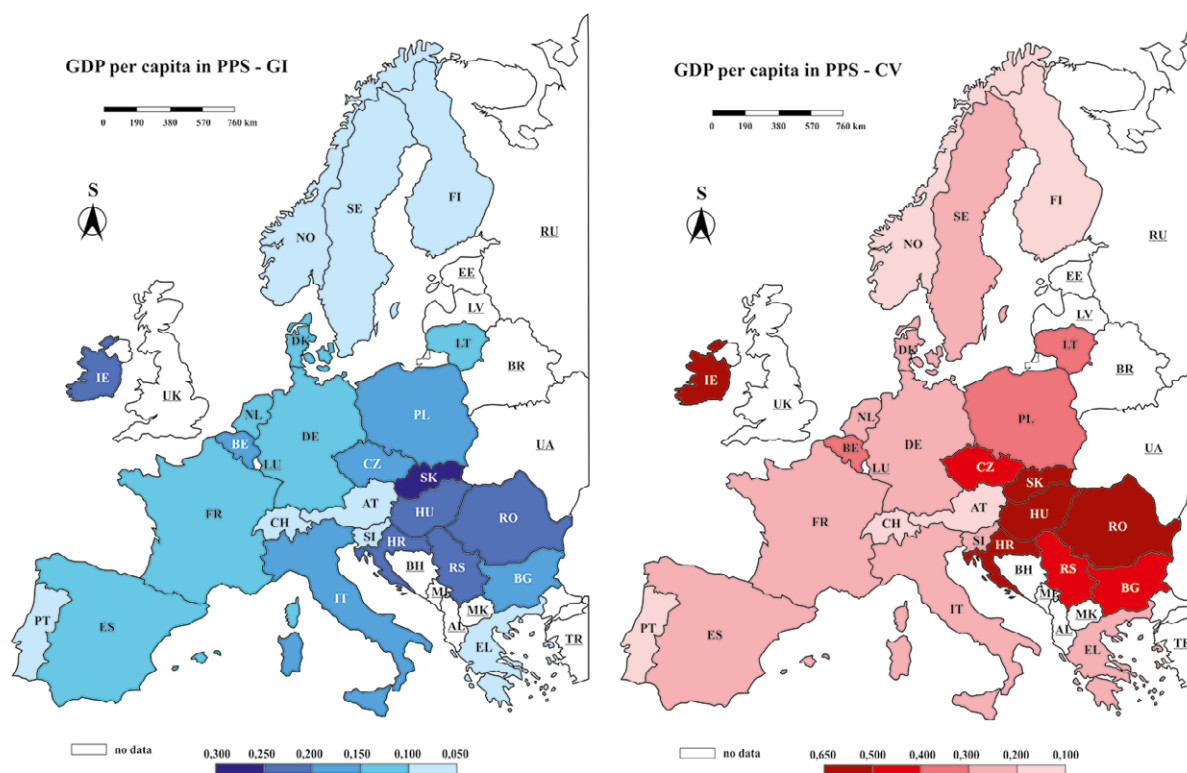 GDP per capita in PPS - GI
0 190 380 570 760 km
S
NO
SE
FI
RU
EE
LV
LT
DK
BR
IE
UK
NL
BE
LU
DE
PL
UA
CZ
SK
FR
CH
AT
SI
HU
RO
HR
BH
RS
BG
IT
MK
AL
EL
TR
PT
ES
no data
0,300 0,250 0,200 0,150 0,100 0,050
GDP per capita in PPS - CV
0 190 380 570 760 km
S
NO
SE
FI
RU
EE
LV
LT
DK
BR
IE
UK
NL
BE
LU
DE
PL
UA
CZ
SK
FR
CH
AT
SI
HU
RO
HR
BH
RS
BG
IT
MK
AL
EL
PT
ES
no data
0,650 0,500 0,400 0,300 0,200 0,100